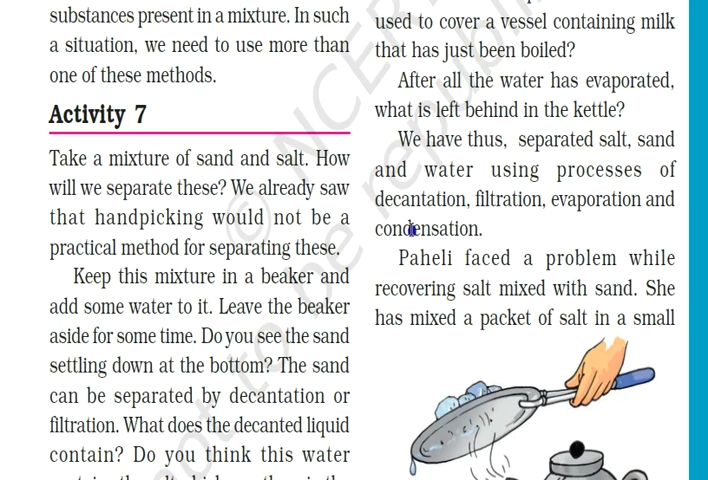 substances present in a mixture. In such
a situation, we need to use more than
one of these methods.
Activity 7
Take a mixture of sand and salt. How
will we separate these? We already saw
that handpicking would not be a
practical method for separating these.
Keep this mixture in a beaker and
add some water to it. Leave the beaker
aside for some time. Do you see the sand
settling down at the bottom? The sand
can be separated by decantation or
filtration. What does the decanted liquid
contain? Do you think this water
used to cover a vessel containing milk
that has just been boiled?
After all the water has evaporated,
what is left behind in the kettle?
We have thus, separated salt, sand
and water using processes of
decantation, filtration, evaporation and
condensation.
Paheli faced a problem while
recovering salt mixed with sand. She
has mixed a packet of salt in a small
© NCERT
not to be republi